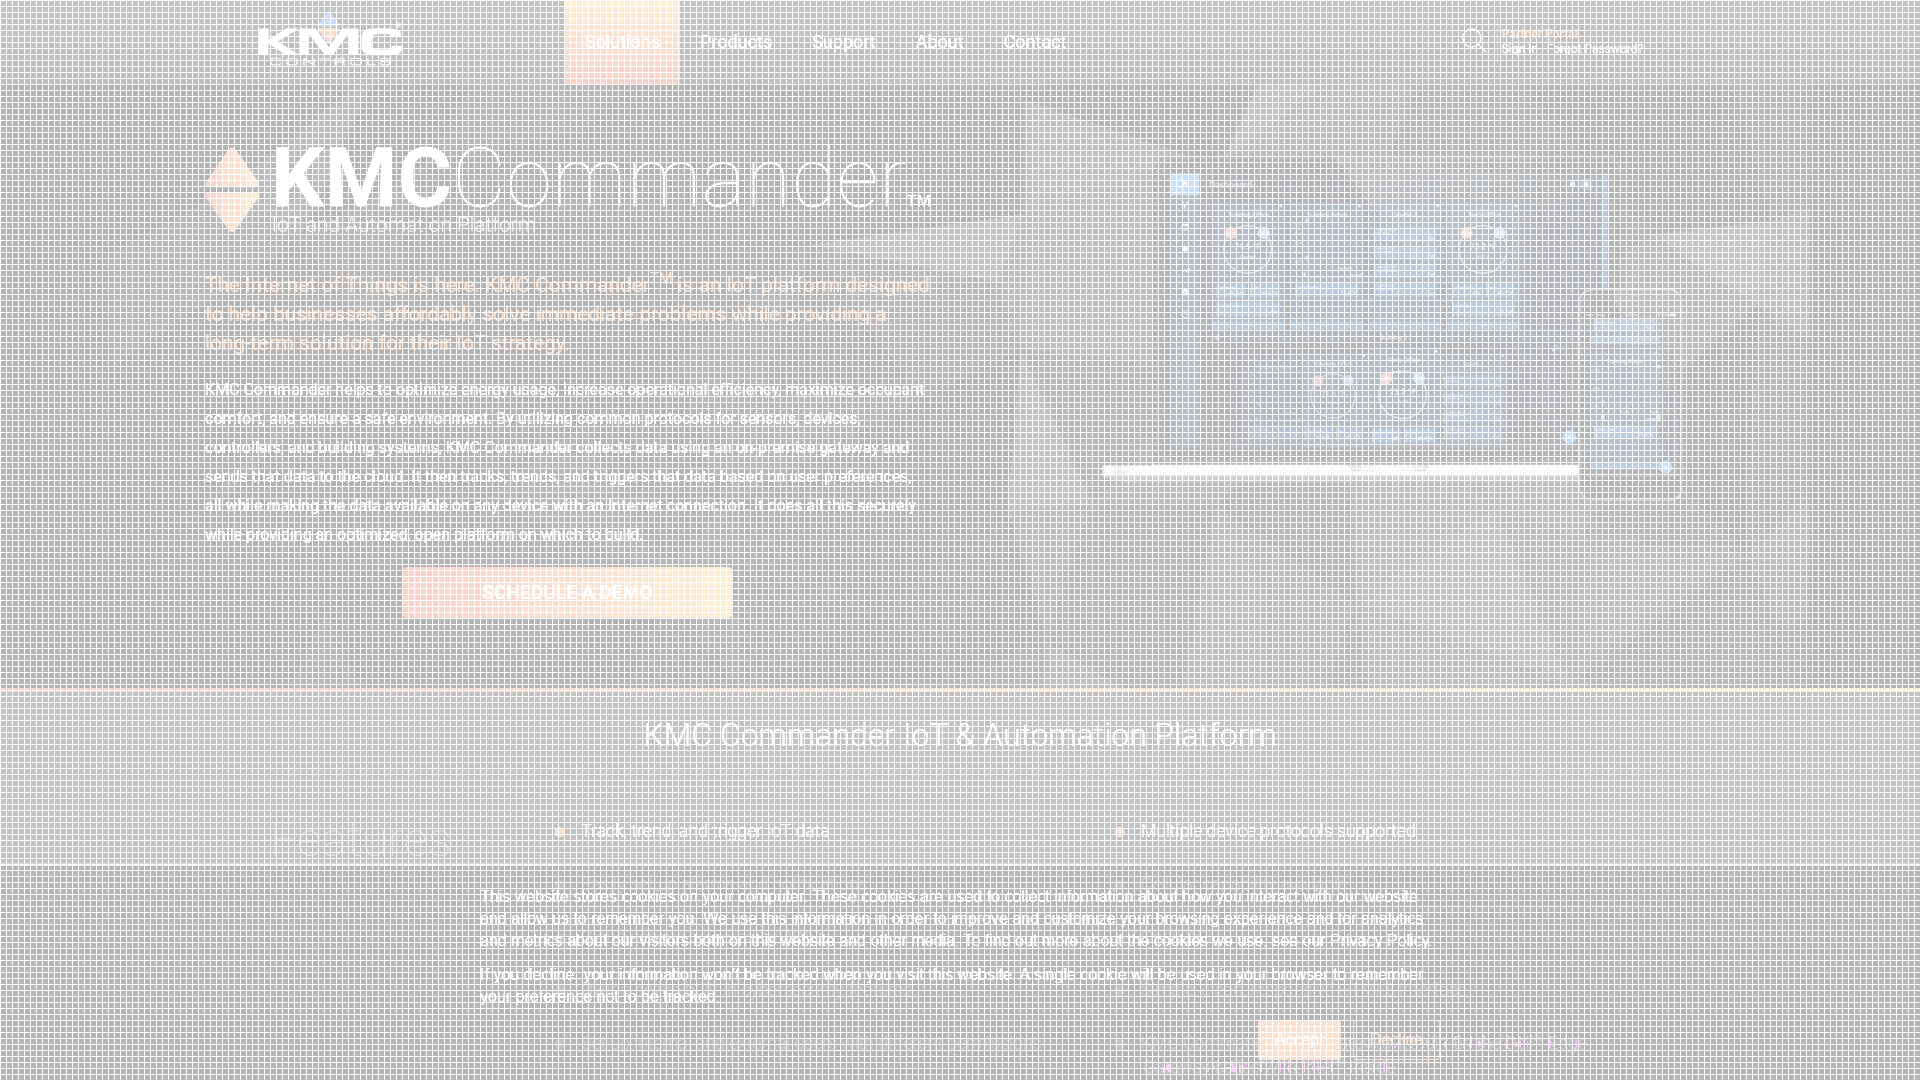 KMC
CONTROLS
Solutions
Products
Support
About
Contact
Partner Portal
Sign In
Forgot Password?
KMCCommander™
IoT and Automation Platform
The Internet of Things is here. KMC Commander™ is an IoT platform designed
to help businesses affordably solve immediate problems while providing a
long-term solution for their IoT strategy.
KMC Commander helps to optimize energy usage, increase operational efficiency, maximize occupant
comfort, and ensure a safe environment. By utilizing common protocols for sensors, devices,
controllers, and building systems, KMC Commander collects data using an on-premise gateway and
sends that data to the cloud. It then tracks, trends, and triggers that data based on user preferences,
all while making the data available on any device with an Internet connection. It does all this securely
while providing an optimized, open platform on which to build.
SCHEDULE A DEMO
KMC Commander IoT & Automation Platform
Features
Track, trend, and trigger IoT data
Multiple device protocols supported
This website stores cookies on your computer. These cookies are used to collect information about how you interact with our website
and allow us to remember you. We use this information in order to improve and customize your browsing experience and for analytics
and metrics about our visitors both on this website and other media. To find out more about the cookies we use, see our Privacy Policy.
If you decline, your information won't be tracked when you visit this website. A single cookie will be used in your browser to remember
your preference not to be tracked.
Accept
Decline